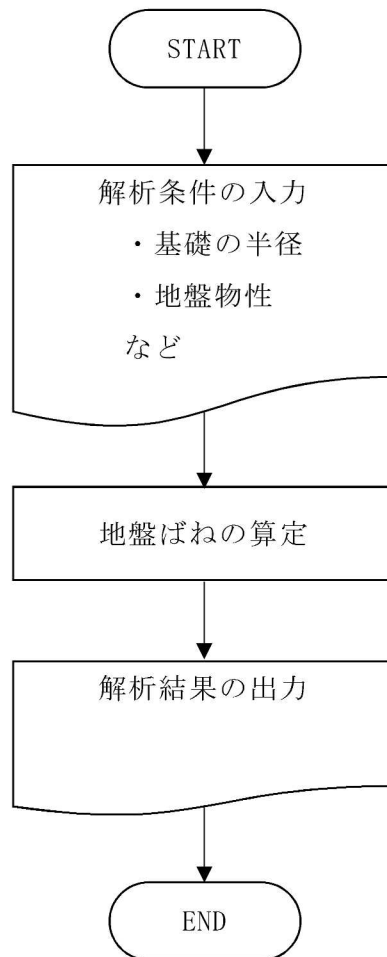 START
解析条件の入力
・基礎の半径
・地盤物性
など
地盤ばねの算定
解析結果の出力
END